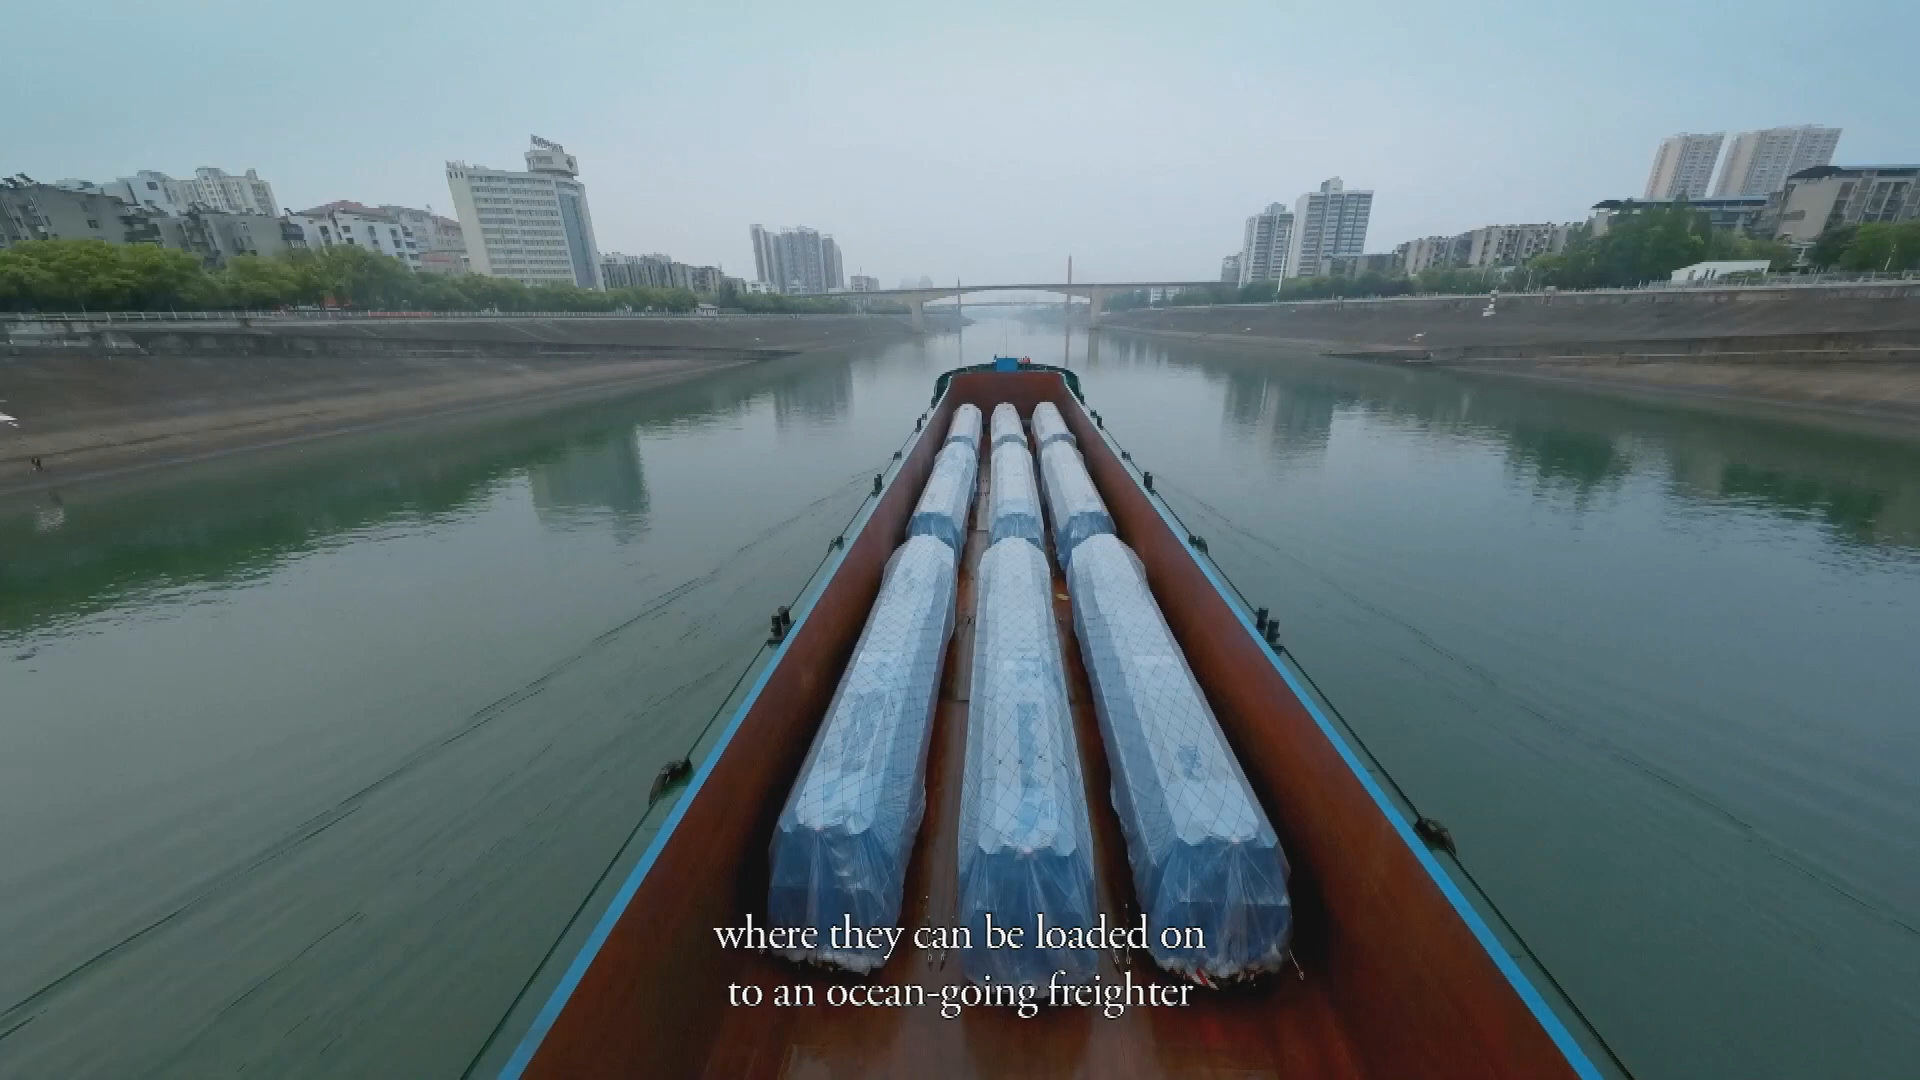 where they can be loaded on
to an ocean-going freighter